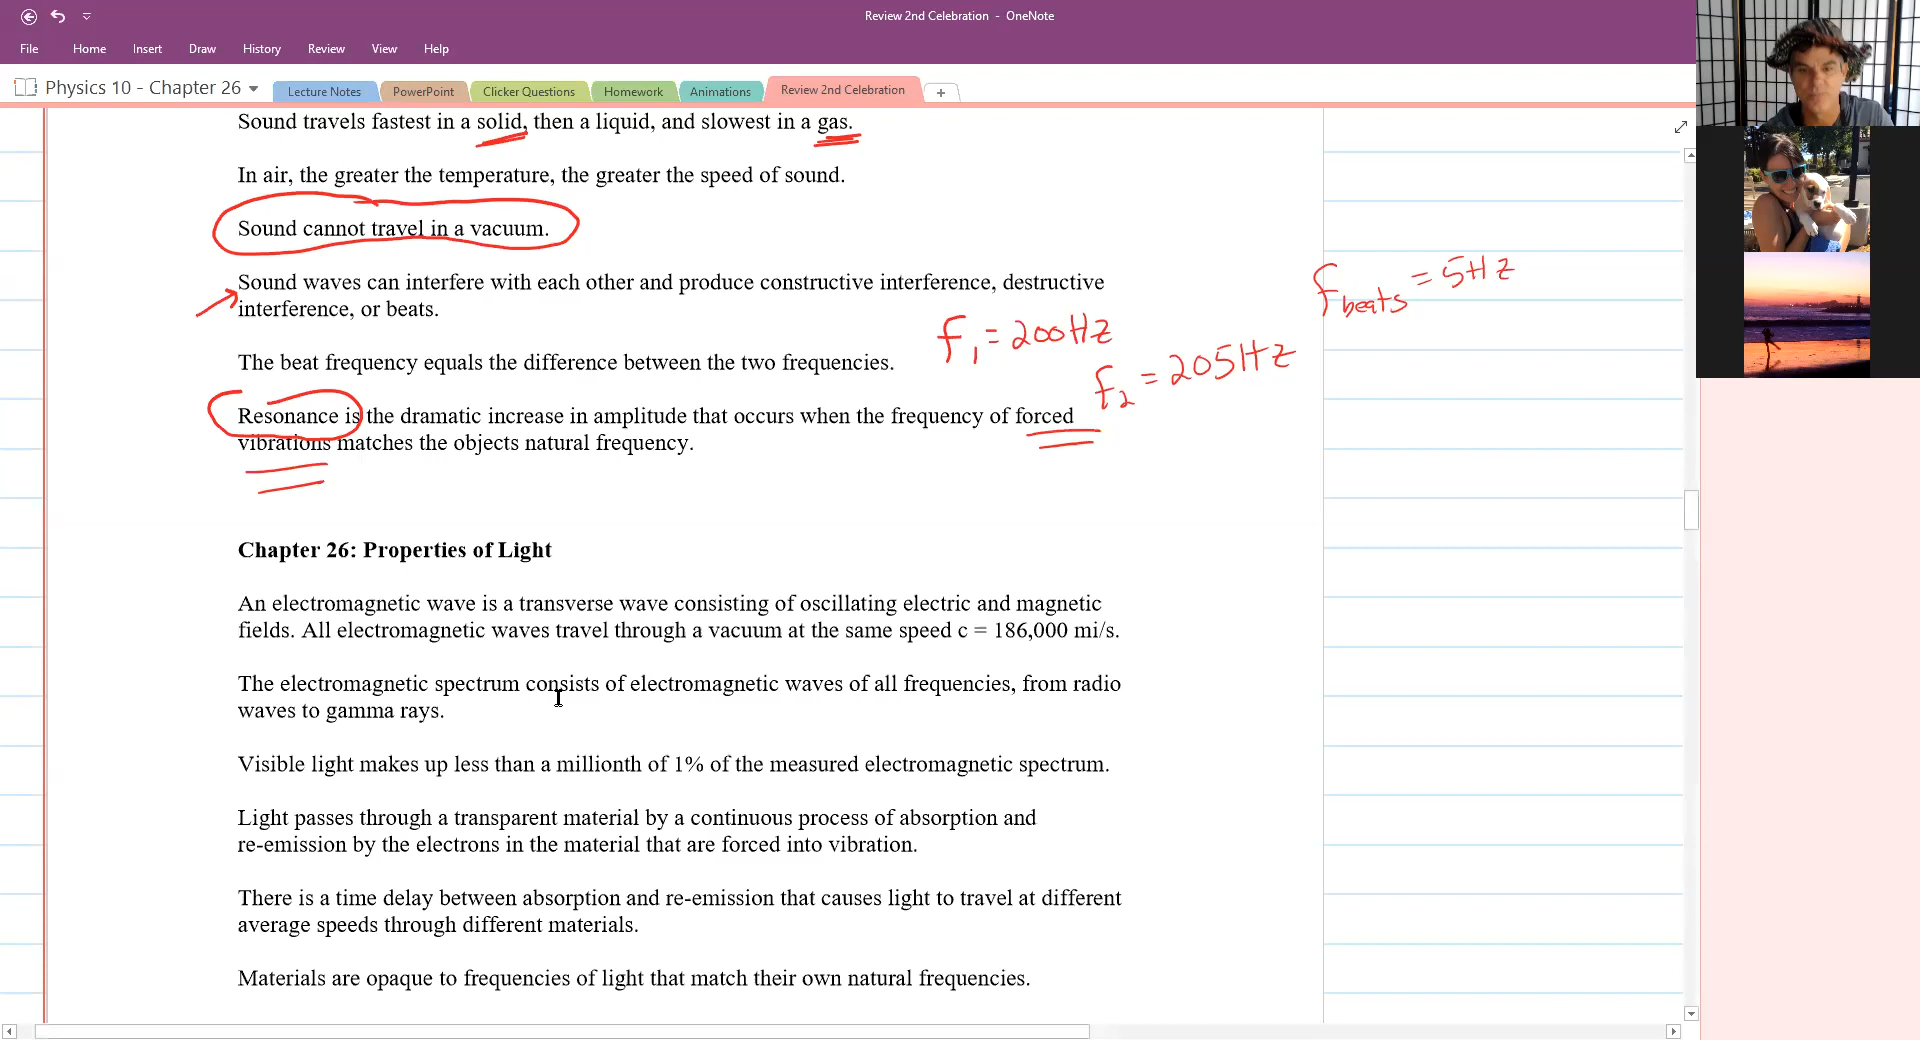 Review 2nd Celebration - OneNote
File Home Insert Draw History Review View Help
Physics 10 - Chapter 26
Lecture Notes PowerPoint Clicker Questions Homework Animations Review 2nd Celebration +
Sound travels fastest in a solid, then a liquid, and slowest in a gas.
In air, the greater the temperature, the greater the speed of sound.
Sound cannot travel in a vacuum.
Sound waves can interfere with each other and produce constructive interference, destructive
interference, or beats.
f beats = 5Hz
f1 = 200Hz
The beat frequency equals the difference between the two frequencies.
f2 = 205Hz
Resonance is the dramatic increase in amplitude that occurs when the frequency of forced
vibrations matches the objects natural frequency.
Chapter 26: Properties of Light
An electromagnetic wave is a transverse wave consisting of oscillating electric and magnetic
fields. All electromagnetic waves travel through a vacuum at the same speed c = 186,000 mi/s.
The electromagnetic spectrum consists of electromagnetic waves of all frequencies, from radio
waves to gamma rays.
Visible light makes up less than a millionth of 1% of the measured electromagnetic spectrum.
Light passes through a transparent material by a continuous process of absorption and
re-emission by the electrons in the material that are forced into vibration.
There is a time delay between absorption and re-emission that causes light to travel at different
average speeds through different materials.
Materials are opaque to frequencies of light that match their own natural frequencies.